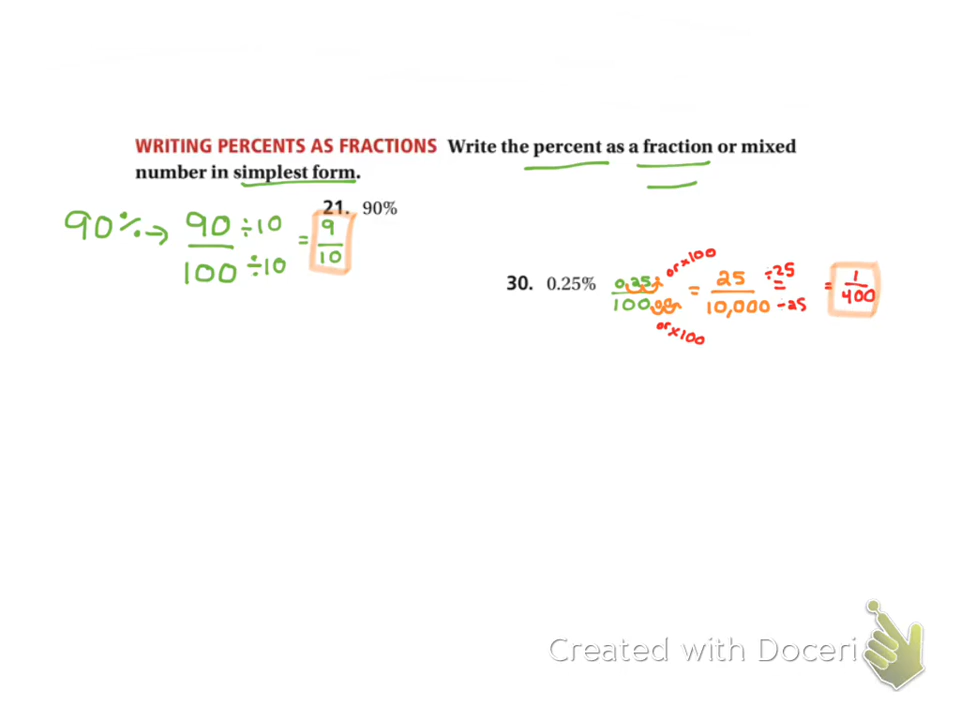 WRITING PERCENTS AS FRACTIONS Write the percent as a fraction or mixed
number in simplest form.
21. 90%
90% → 90/100 ÷10/÷10 = 9/10
30. 0.25% 0.25/100 or x100/or x100 = 25/10,000 ÷25/-25 = 1/400
Created with Doceri